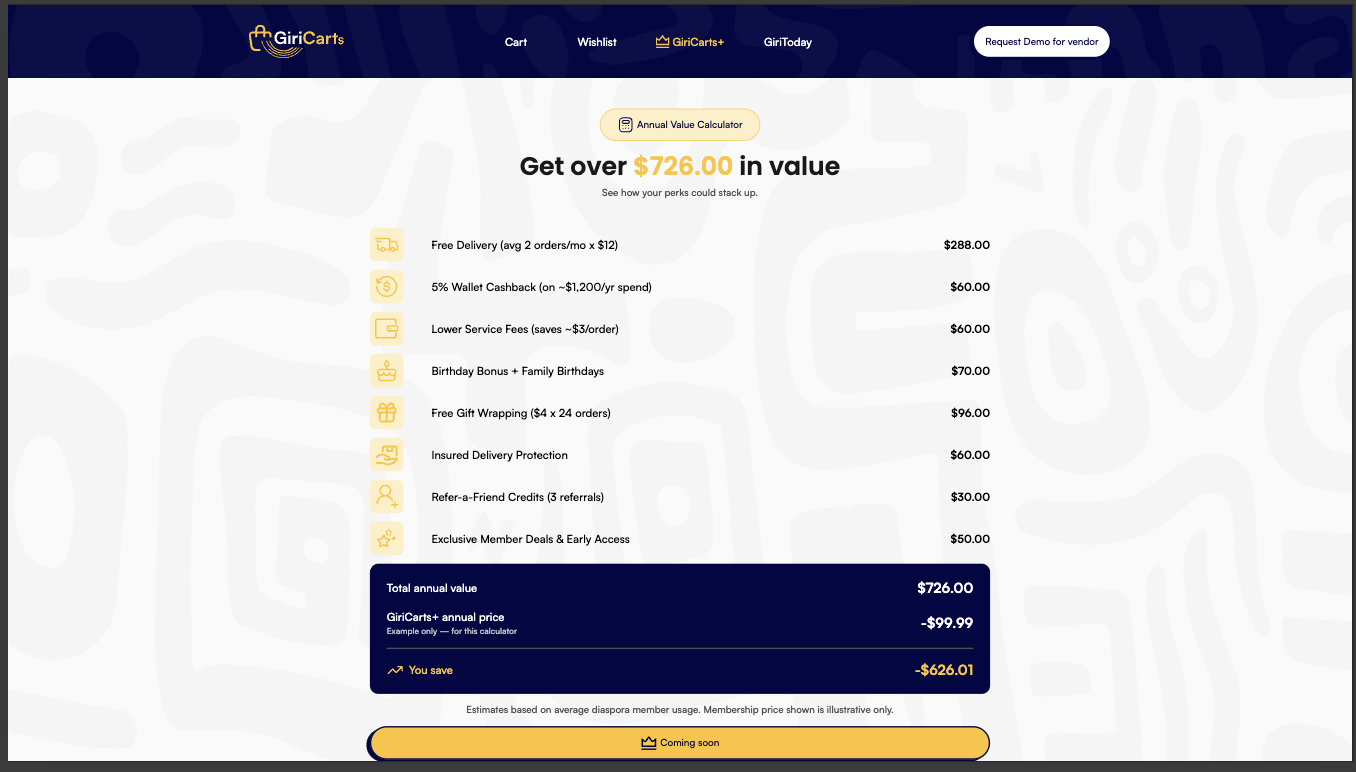 GiriCarts
Cart
Wishlist
GiriCarts+
GiriToday
Request Demo for vendor
Annual Value Calculator
Get over $726.00 in value
See how your perks could stack up.
Free Delivery (avg 2 orders/mo x $12) $288.00
5% Wallet Cashback (on ~$1,200/yr spend) $60.00
Lower Service Fees (saves ~$3/order) $60.00
Birthday Bonus + Family Birthdays $70.00
Free Gift Wrapping ($4 x 24 orders) $96.00
Insured Delivery Protection $60.00
Refer-a-Friend Credits (3 referrals) $30.00
Exclusive Member Deals & Early Access $50.00
Total annual value $726.00
GiriCarts+ annual price -$99.99
Example only — for this calculator
You save -$626.01
Estimates based on average diaspora member usage. Membership price shown is illustrative only.
Coming soon